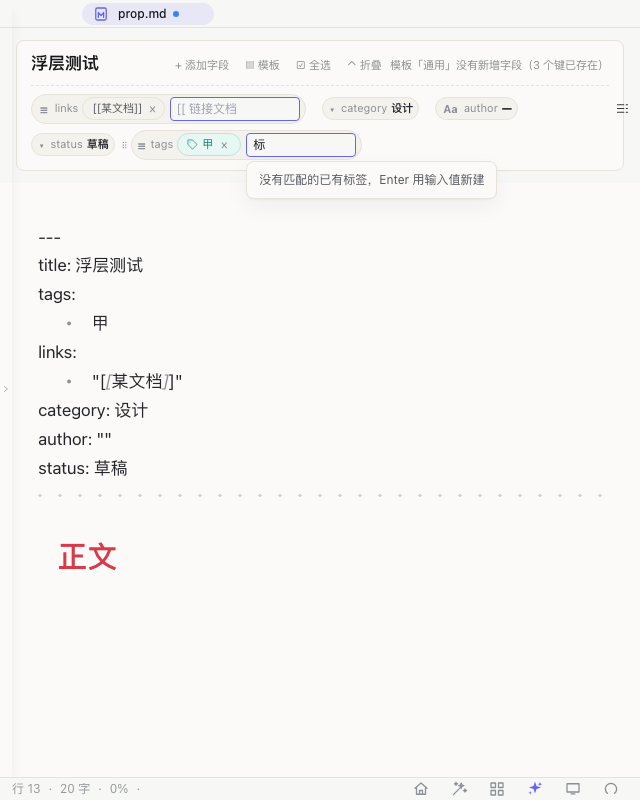 prop.md
浮层测试
+ 添加字段 模板 全选 折叠 模板「通用」没有新增字段（3 个键已存在）
links [[某文档]] × [[ 链接文档 category 设计 Aa author —
status 草稿 tags 甲 × 标
没有匹配的已有标签，Enter 用输入值新建
---
title: 浮层测试
tags:
• 甲
links:
• "[[某文档]]"
category: 设计
author: ""
status: 草稿
正文
行 13 · 20 字 · 0% ·